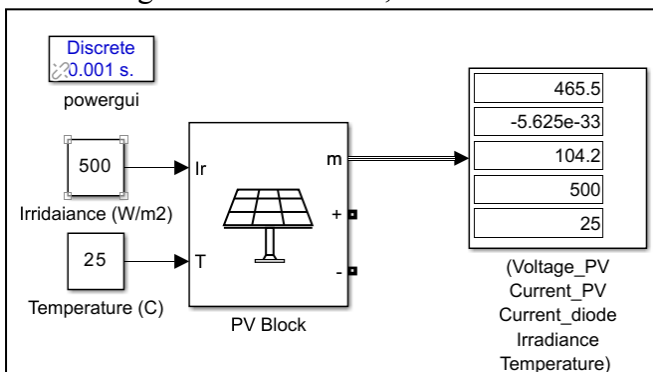 Discrete
0.001 s.
powergui
500
Irridaiance (W/m2)
25
Temperature (C)
Ir
T
m
+
-
PV Block
465.5
-5.625e-33
104.2
500
25
(Voltage_PV
Current_PV
Current_diode
Irradiance
Temperature)